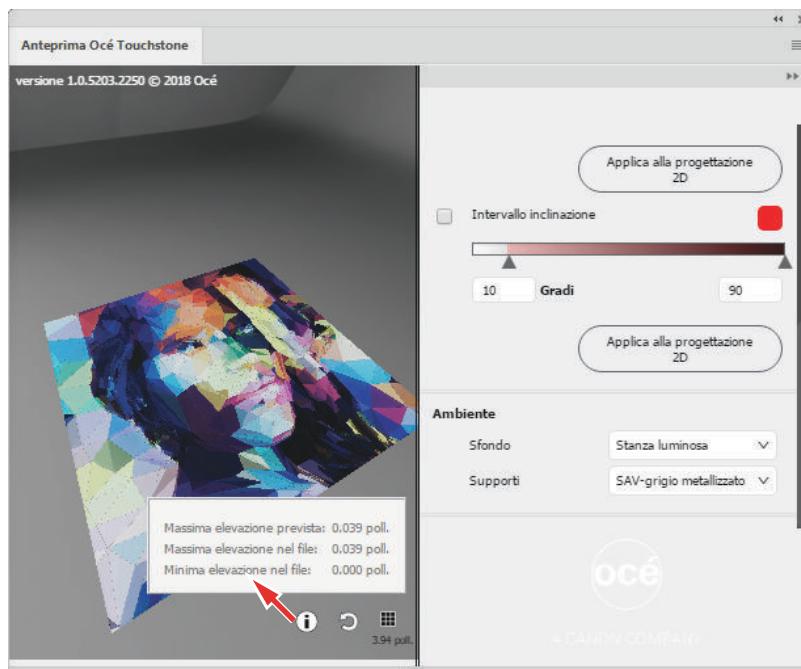 Anteprima Océ Touchstone
versione 1.0.5203.2250 © 2018 Océ
Applica alla progettazione
2D
Intervallo inclinazione
10 Gradi 90
Applica alla progettazione
2D
Ambiente
Sfondo Stanza luminosa
Supporti SAV-grigio metallizzato
Massima elevazione prevista: 0.039 poll.
Massima elevazione nel file: 0.039 poll.
Minima elevazione nel file: 0.000 poll.
3.94 poll.
océ
A CANON COMPANY